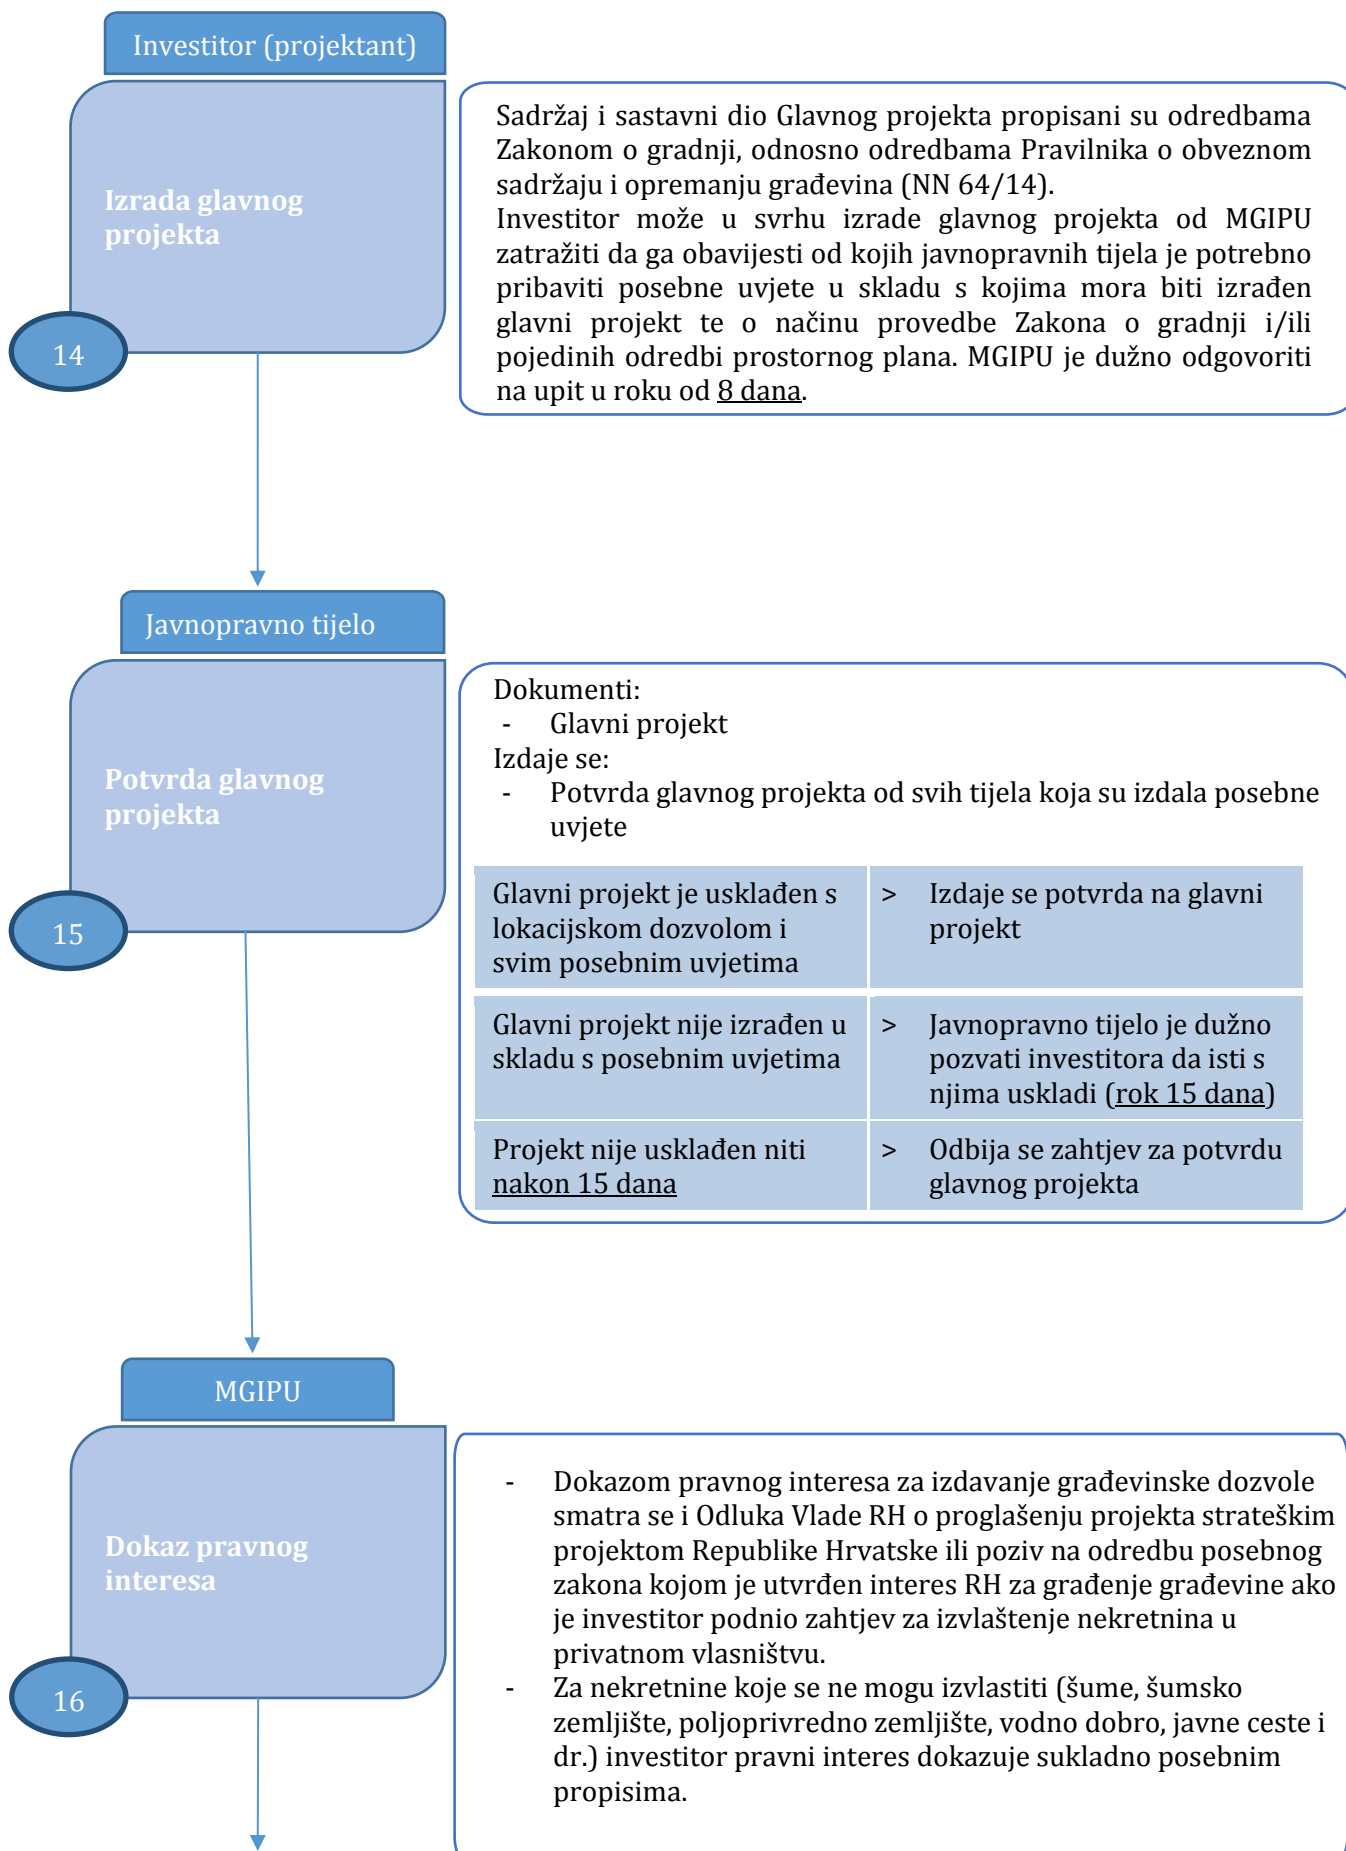 Investitor (projektant)
Izrada glavnog
projekta
14
Sadržaj i sastavni dio Glavnog projekta propisani su odredbama
Zakonom o gradnji, odnosno odredbama Pravilnika o obveznom
sadržaju i opremanju građevina (NN 64/14).
Investitor može u svrhu izrade glavnog projekta od MGIPU
zatražiti da ga obavijesti od kojih javnopravnih tijela je potrebno
pribaviti posebne uvjete u skladu s kojima mora biti izrađen
glavni projekt te o načinu provedbe Zakona o gradnji i/ili
pojedinih odredbi prostornog plana. MGIPU je dužno odgovoriti
na upit u roku od 8 dana.
Javnopravno tijelo
Potvrda glavnog
projekta
15
Dokumenti:
- Glavni projekt
Izdaje se:
- Potvrda glavnog projekta od svih tijela koja su izdala posebne
uvjete
Glavni projekt je usklađen s
lokacijskom dozvolom i
svim posebnim uvjetima
> Izdaje se potvrda na glavni
projekt
Glavni projekt nije izrađen u
skladu s posebnim uvjetima
> Javnopravno tijelo je dužno
pozvati investitora da isti s
njima uskladi (rok 15 dana)
Projekt nije usklađen niti
nakon 15 dana
> Odbija se zahtjev za potvrdu
glavnog projekta
MGIPU
Dokaz pravnog
interesa
16
- Dokazom pravnog interesa za izdavanje građevinske dozvole
smatra se i Odluka Vlade RH o proglašenju projekta strateškim
projektom Republike Hrvatske ili poziv na odredbu posebnog
zakona kojom je utvrđen interes RH za građenje građevine ako
je investitor podnio zahtjev za izvlaštenje nekretnina u
privatnom vlasništvu.
- Za nekretnine koje se ne mogu izvlastiti (šume, šumsko
zemljište, poljoprivredno zemljište, vodno dobro, javne ceste i
dr.) investitor pravni interes dokazuje sukladno posebnim
propisima.